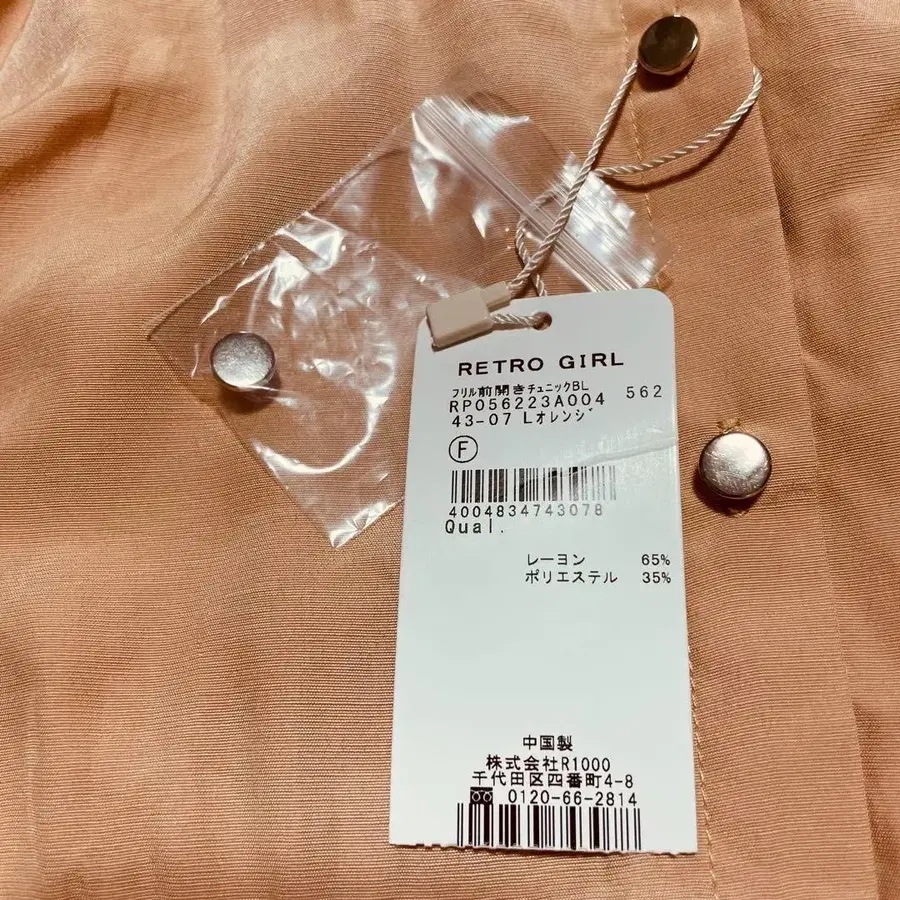 RETRO GIRL
フリル前開きチュニックBL
RP056223A004 562
43-07 Lオレンジ
F
4004834743078
Qual.
レーヨン 65%
ポリエステル 35%
中国製
株式会社R1000
千代田区四番町4-8
0120-66-2814